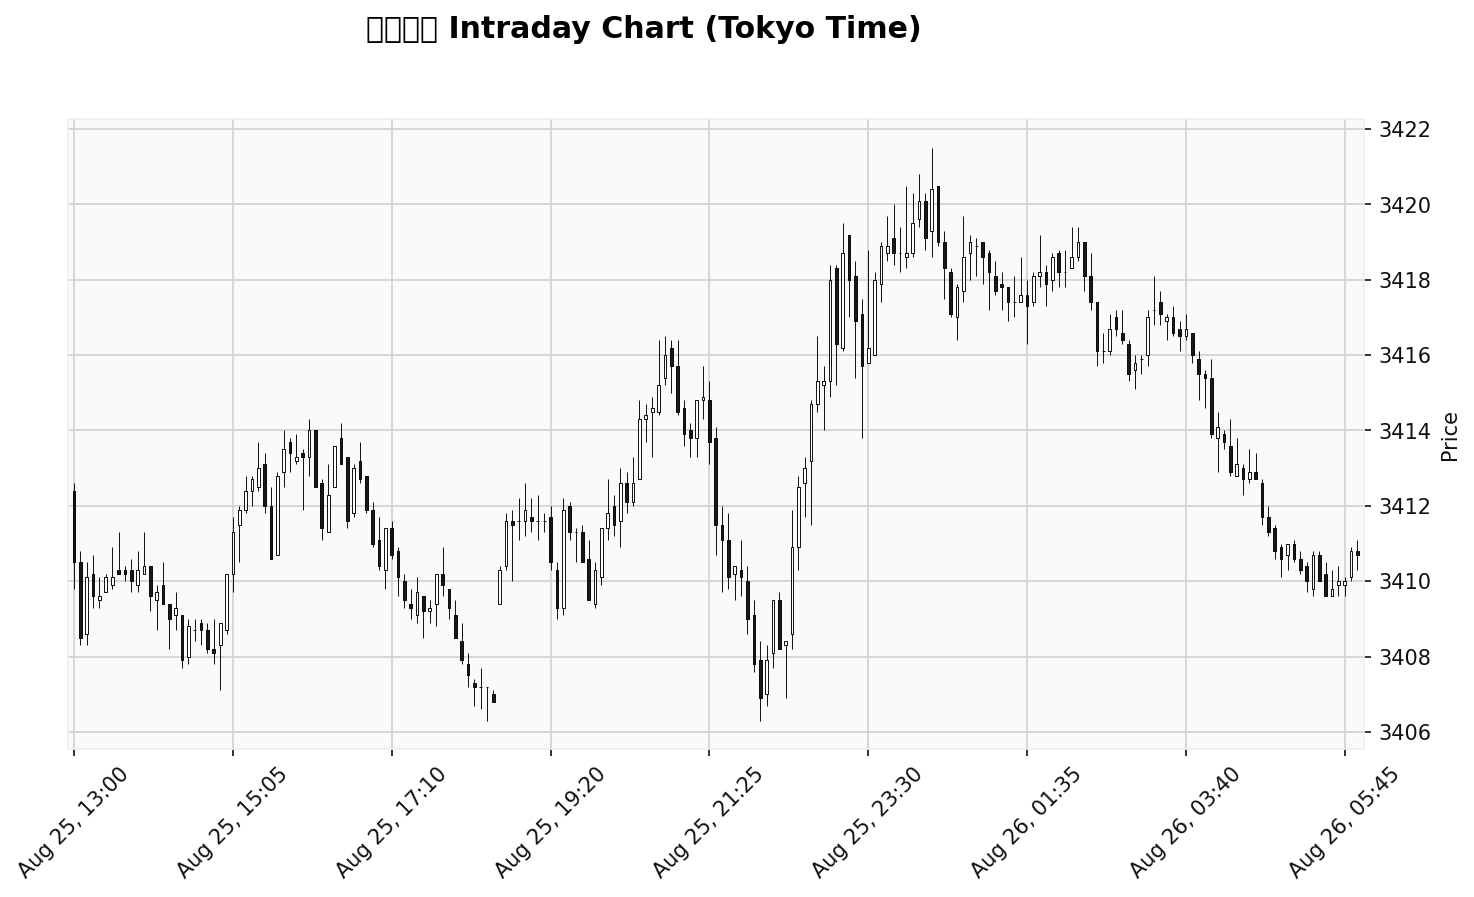 Intraday Chart (Tokyo Time)
3422
3420
3418
3416
3414
3412
3410
3408
3406
Price
Aug 25, 13:00
Aug 25, 15:05
Aug 25, 17:10
Aug 25, 19:20
Aug 25, 21:25
Aug 25, 23:30
Aug 26, 01:35
Aug 26, 03:40
Aug 26, 05:45